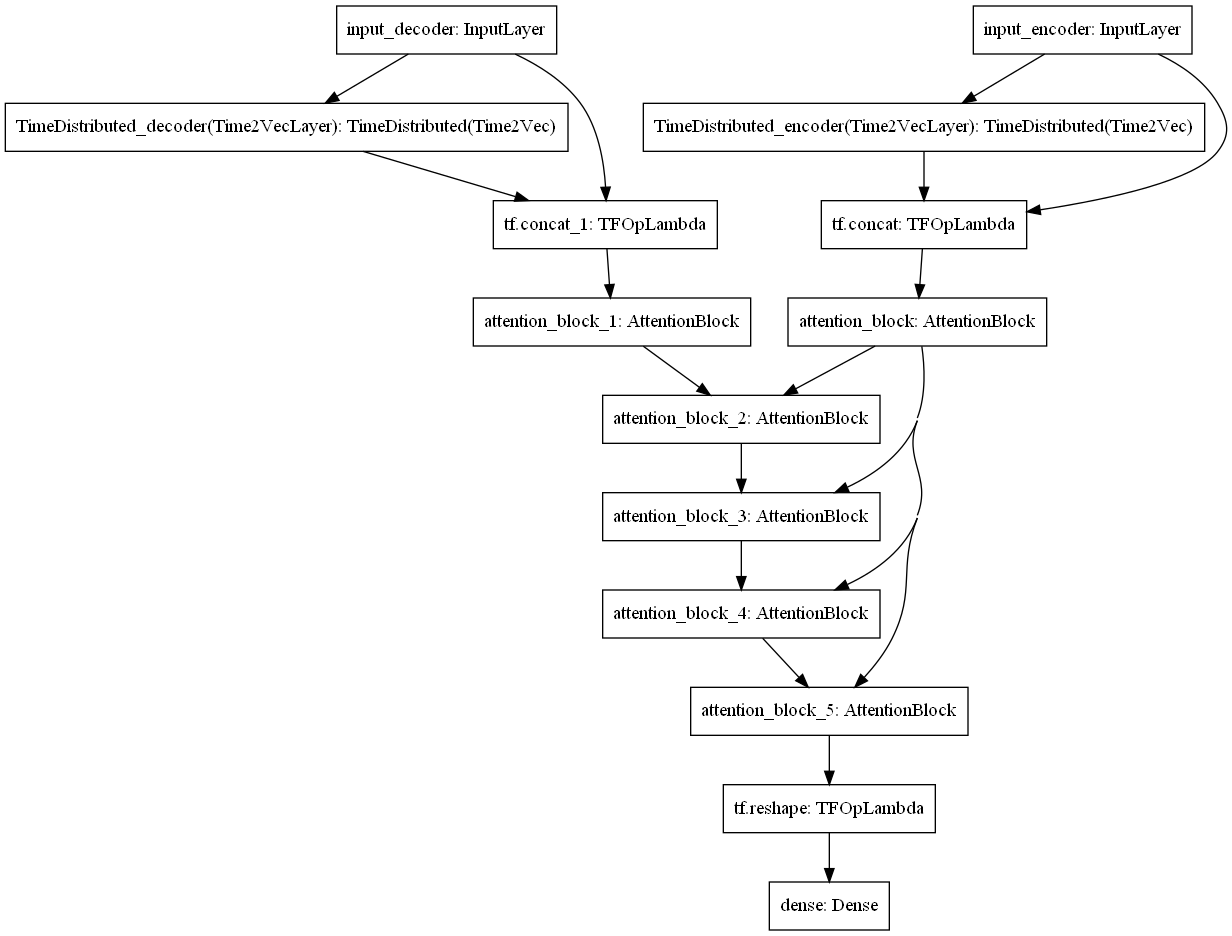 input_decoder: InputLayer
input_encoder: InputLayer
TimeDistributed_decoder(Time2VecLayer): TimeDistributed(Time2Vec)
TimeDistributed_encoder(Time2VecLayer): TimeDistributed(Time2Vec)
tf.concat_1: TFOpLambda
tf.concat: TFOpLambda
attention_block_1: AttentionBlock
attention_block: AttentionBlock
attention_block_2: AttentionBlock
attention_block_3: AttentionBlock
attention_block_4: AttentionBlock
attention_block_5: AttentionBlock
tf.reshape: TFOpLambda
dense: Dense